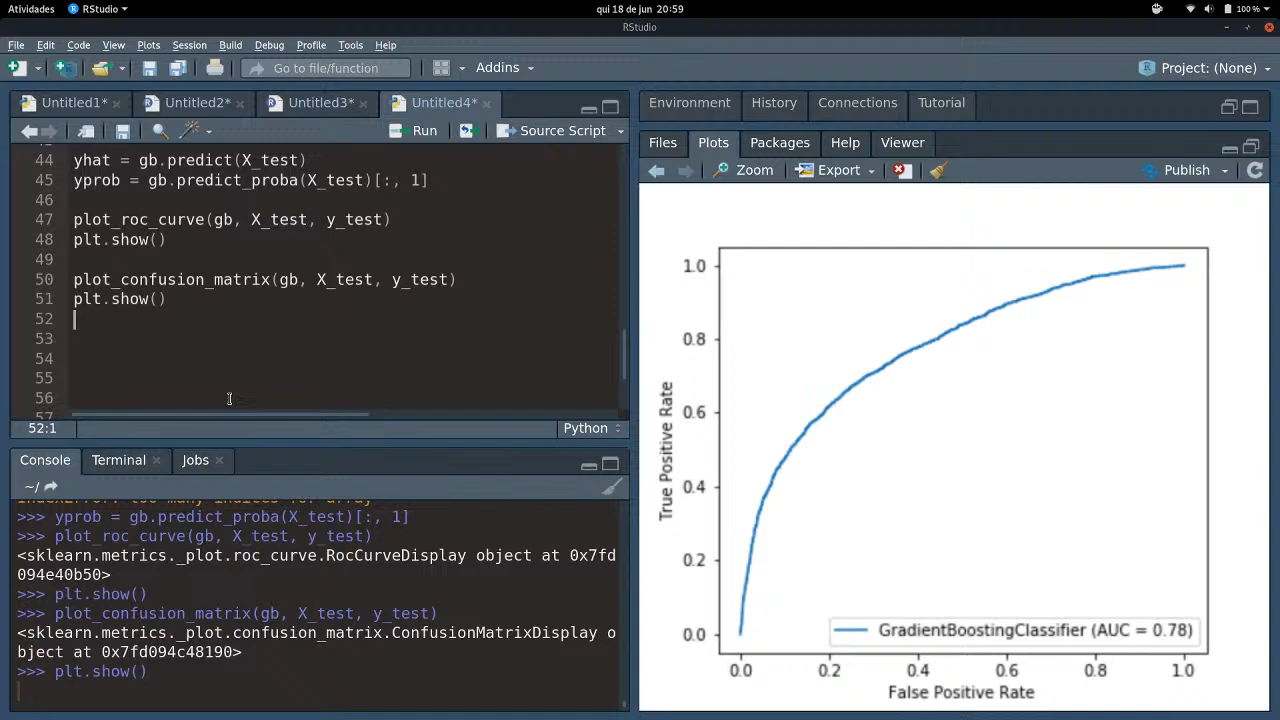 Atividades RStudio qui 18 de jun 20:59 100%
RStudio
File Edit Code View Plots Session Build Debug Profile Tools Help
Go to file/function Addins Project: (None)
Untitled1* Untitled2* Untitled3* Untitled4*
Run Source Script
44 yhat = gb.predict(X_test)
45 yprob = gb.predict_proba(X_test)[:, 1]
46
47 plot_roc_curve(gb, X_test, y_test)
48 plt.show()
49
50 plot_confusion_matrix(gb, X_test, y_test)
51 plt.show()
52
53
54
55
56
57
52:1 Python
Console Terminal Jobs
~/
IndexError: too many indices for array
>>> yprob = gb.predict_proba(X_test)[:, 1]
>>> plot_roc_curve(gb, X_test, y_test)
<sklearn.metrics._plot.roc_curve.RocCurveDisplay object at 0x7fd
094e40b50>
>>> plt.show()
>>> plot_confusion_matrix(gb, X_test, y_test)
<sklearn.metrics._plot.confusion_matrix.ConfusionMatrixDisplay o
bject at 0x7fd094c48190>
>>> plt.show()
Environment History Connections Tutorial
Files Plots Packages Help Viewer
Zoom Export Publish
1.0
0.8
0.6
0.4
0.2
0.0
True Positive Rate
GradientBoostingClassifier (AUC = 0.78)
0.0 0.2 0.4 0.6 0.8 1.0
False Positive Rate